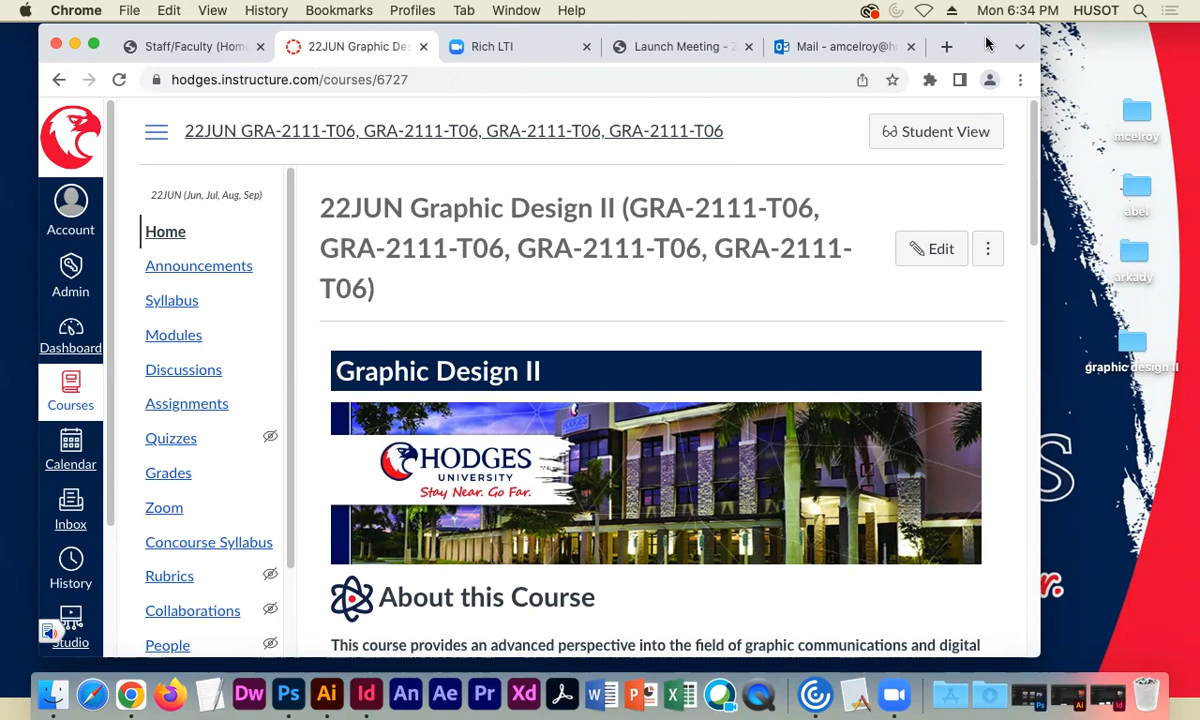 Chrome File Edit View History Bookmarks Profiles Tab Window Help Mon 6:34 PM HUSOT
Staff/Faculty (Hom 22JUN Graphic Des Rich LTI Launch Meeting - Z Mail - amcelroy@h
hodges.instructure.com/courses/6727
22JUN GRA-2111-T06, GRA-2111-T06, GRA-2111-T06, GRA-2111-T06
Student View
Account
Admin
Dashboard
Courses
Calendar
Inbox
History
Studio
22JUN (Jun, Jul, Aug, Sep)
Home
Announcements
Syllabus
Modules
Discussions
Assignments
Quizzes
Grades
Zoom
Concourse Syllabus
Rubrics
Collaborations
People
22JUN Graphic Design II (GRA-2111-T06,
GRA-2111-T06, GRA-2111-T06, GRA-2111-
T06)
Edit
Graphic Design II
HODGES
UNIVERSITY
Stay Near. Go Far.
About this Course
This course provides an advanced perspective into the field of graphic communications and digital
mcelroy
abel
arkady
graphic design II
S
r.
Dw Ps Ai Id An Ae Pr Xd W P X